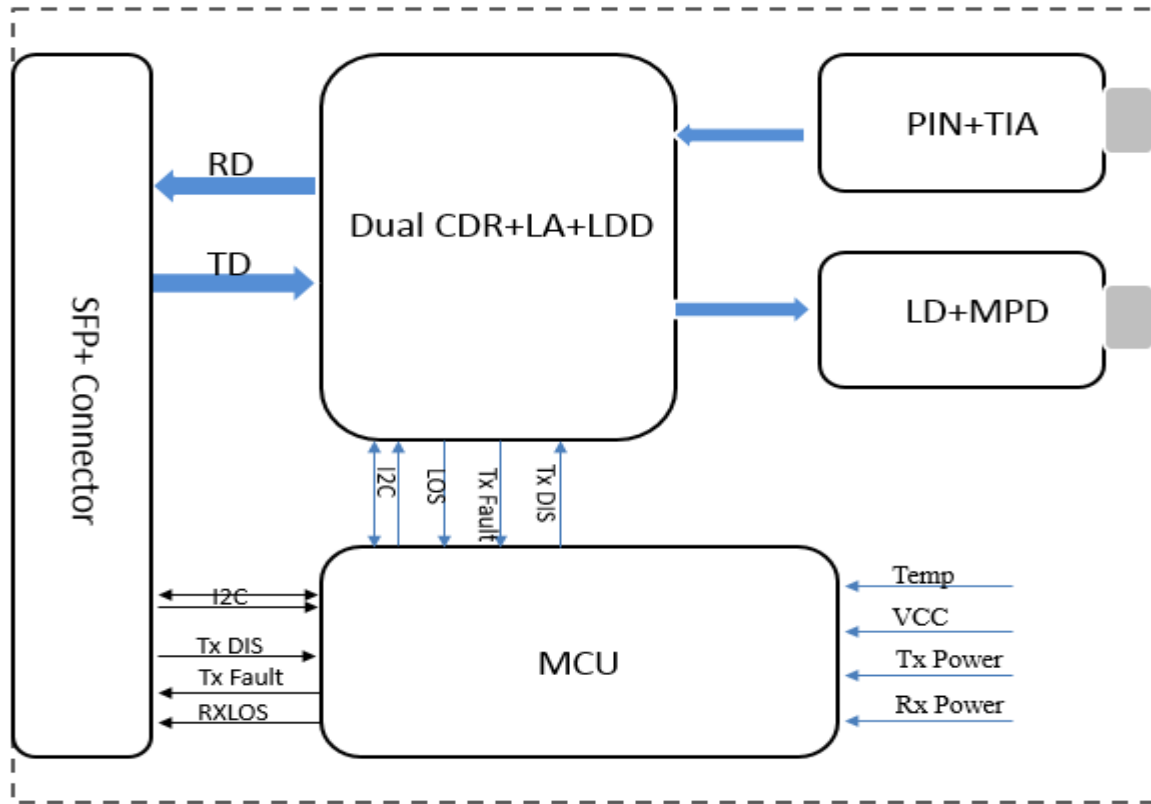 PIN+TIA
RD
Dual CDR+LA+LDD
TD
LD+MPD
SFP+ Connector
I2C
LOS
Tx Fault
Tx DIS
Temp
I2C
VCC
Tx DIS
MCU
Tx Power
Tx Fault
Rx Power
RXLOS